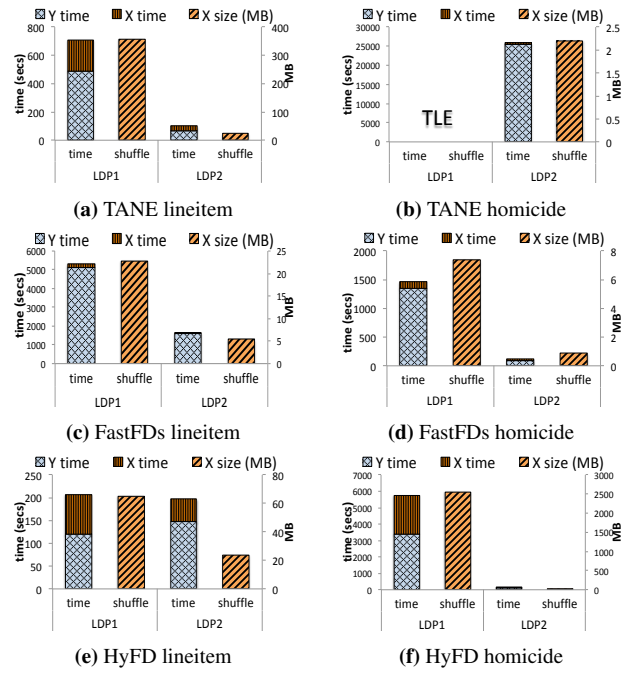 Y time X time X size (MB)
800
700
600
400
200
0
400
300
200
100
0
time (secs)
MB
time shuffle time shuffle
LDP1 LDP2
(a) TANE lineitem
Y time X time X size (MB)
30000
25000
20000
15000
10000
5000
0
2.5
2
1.5
1
0.5
0
time (secs)
MB
TLE
time shuffle time shuffle
LDP1 LDP2
(b) TANE homicide
Y time X time X size (MB)
6000
5000
4000
3000
2000
1000
0
25
20
15
10
5
0
time (secs)
MB
time shuffle time shuffle
LDP1 LDP2
(c) FastFDs lineitem
Y time X time X size (MB)
2000
1500
1000
500
0
8
6
4
2
0
time (secs)
MB
time shuffle time shuffle
LDP1 LDP2
(d) FastFDs homicide
Y time X time X size (MB)
250
200
150
100
50
0
80
60
40
20
0
time (secs)
MB
time shuffle time shuffle
LDP1 LDP2
(e) HyFD lineitem
Y time X time X size (MB)
7000
6000
5000
4000
3000
2000
1000
0
3000
2500
2000
1500
1000
500
0
time (secs)
MB
time shuffle time shuffle
LDP1 LDP2
(f) HyFD homicide